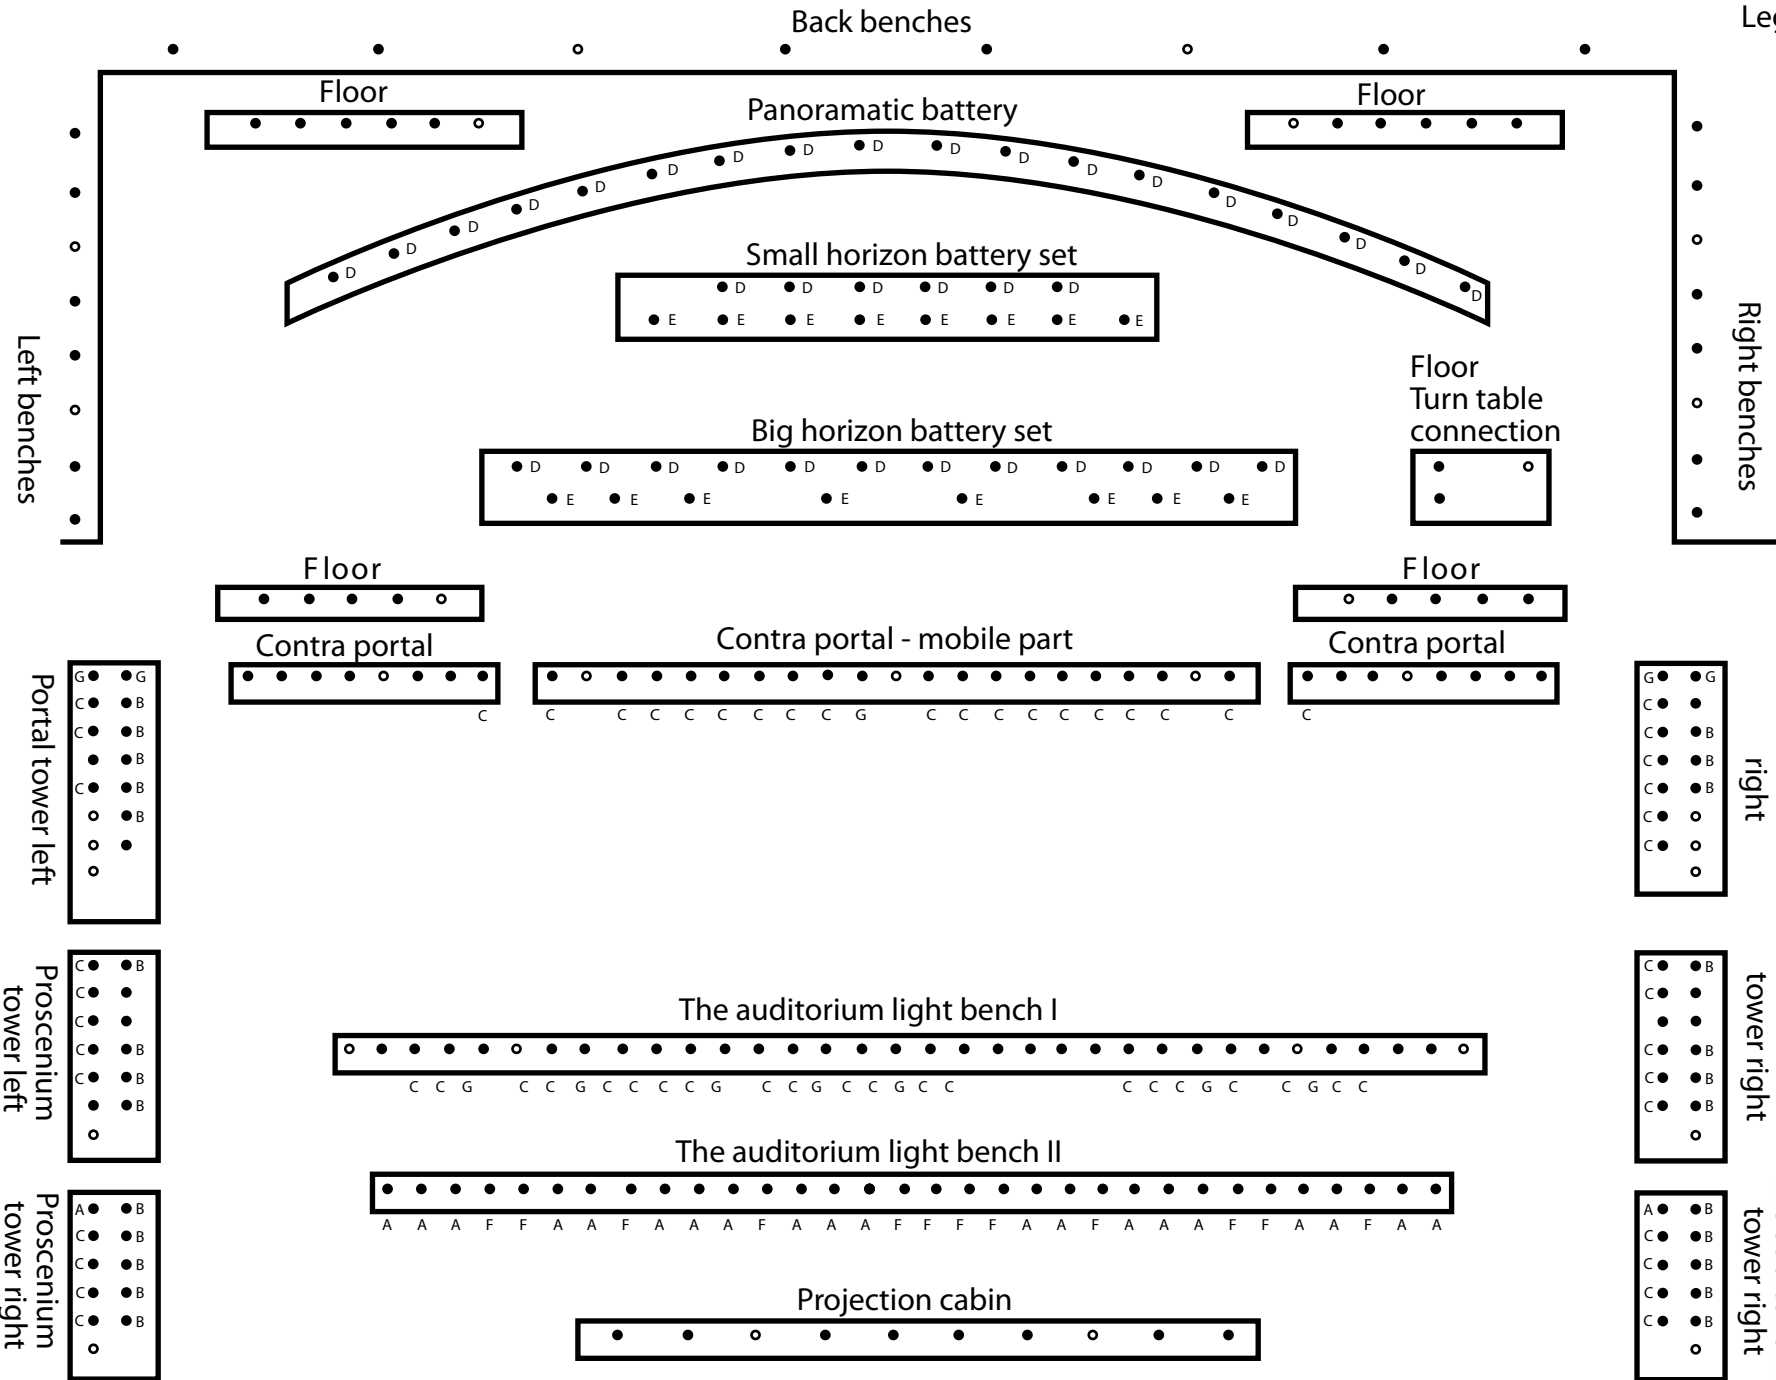 Back benches
Leg
Floor
Floor
Panoramatic battery
D D D D D D D D D D D D D D D D D
Small horizon battery set
D D D D D D
E E E E E E E E
Left benches
Right benches
Floor
Turn table
connection
Big horizon battery set
D D D D D D D D D D D D
E E E E E E E E
Floor
Floor
Contra portal
Contra portal - mobile part
Contra portal
C
C C C C C C C C G C C C C C C C C C
C
Portal tower left
G G
C B
C B
B
C B
B
right
G G
C
C B
C B
C B
C
C
Proscenium
tower left
C B
C
C
C B
C B
B
tower right
C B
C
C B
C B
C B
The auditorium light bench I
C C G C C G C C C C G C C G C C G C C C C C G C C G C C
The auditorium light bench II
A A A F F A A F A A A F A A A F F F F A A F A A A F F A A F A A
Proscenium
tower right
A B
C B
C B
C B
C B
tower right
A B
C B
C B
C B
C B
Projection cabin